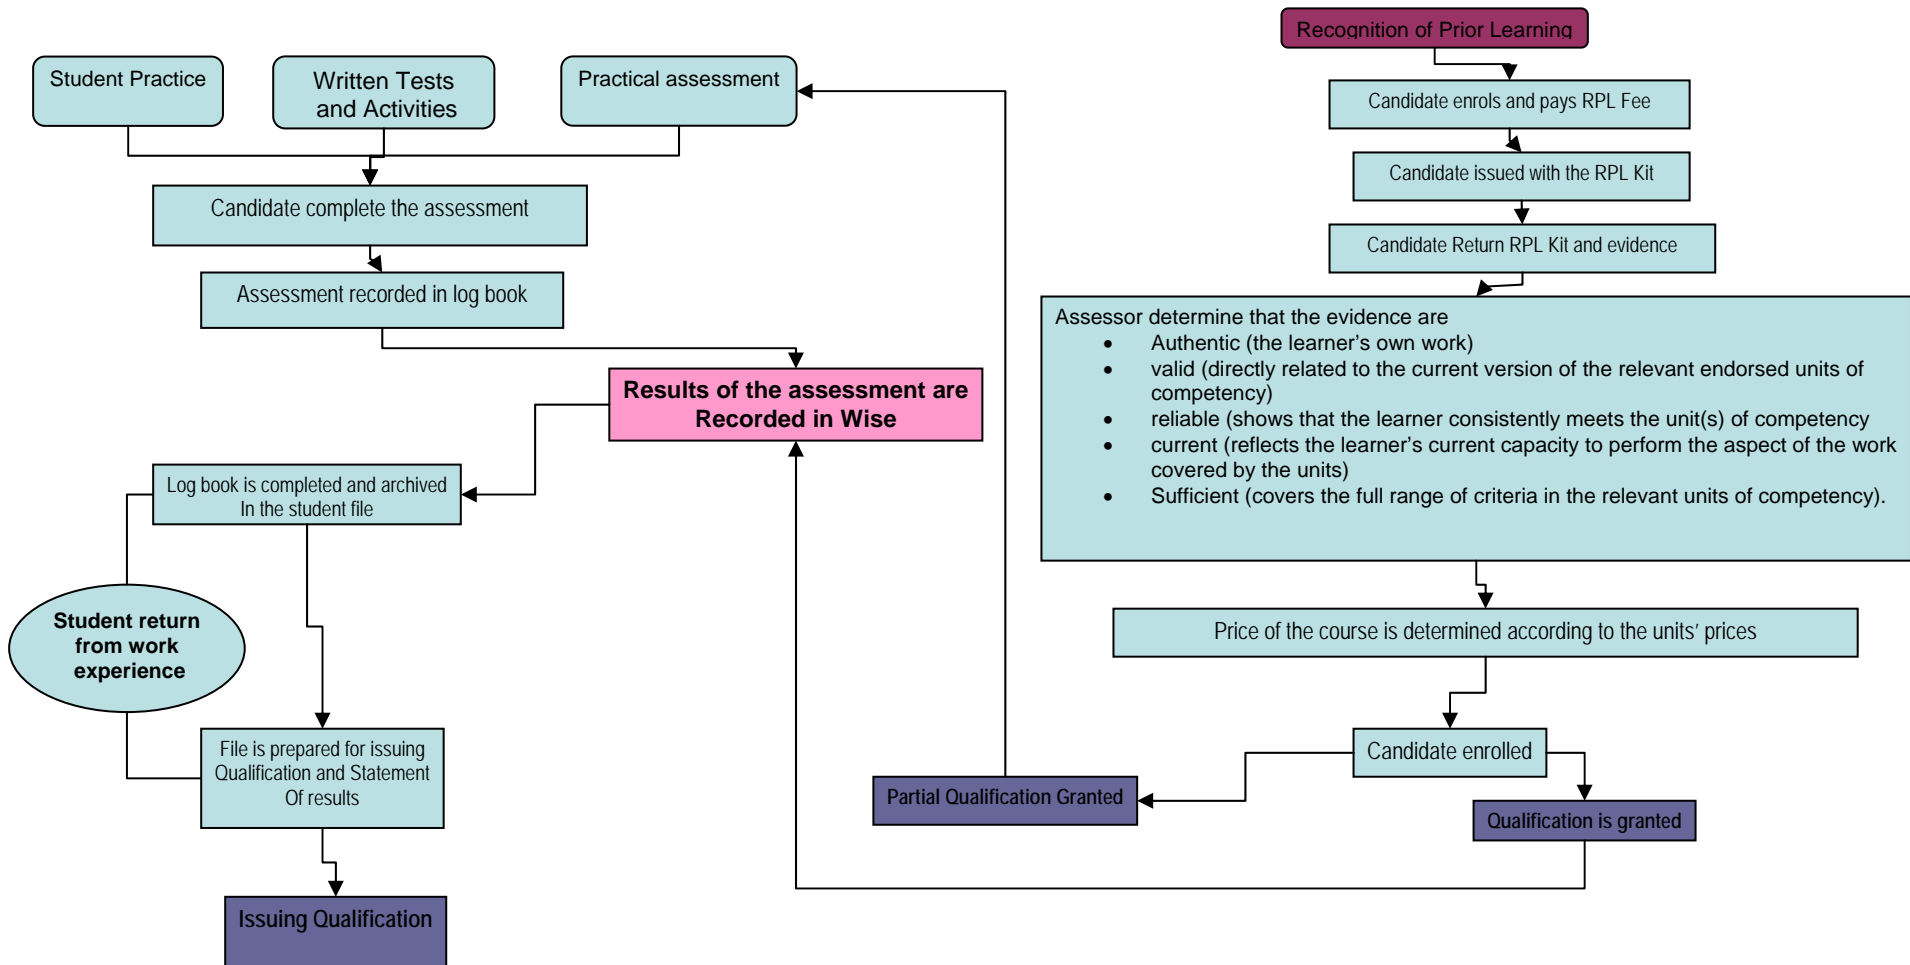 Recognition of Prior Learning
Student Practice
Written Tests
and Activities
Practical assessment
Candidate enrols and pays RPL Fee
Candidate issued with the RPL Kit
Candidate complete the assessment
Candidate Return RPL Kit and evidence
Assessment recorded in log book
Assessor determine that the evidence are
• Authentic (the learner's own work)
• valid (directly related to the current version of the relevant endorsed units of
competency)
• reliable (shows that the learner consistently meets the unit(s) of competency
• current (reflects the learner's current capacity to perform the aspect of the work
covered by the units)
• Sufficient (covers the full range of criteria in the relevant units of competency).
Results of the assessment are
Recorded in Wise
Log book is completed and archived
In the student file
Student return
from work
experience
Price of the course is determined according to the units' prices
File is prepared for issuing
Qualification and Statement
Of results
Candidate enrolled
Partial Qualification Granted
Qualification is granted
Issuing Qualification